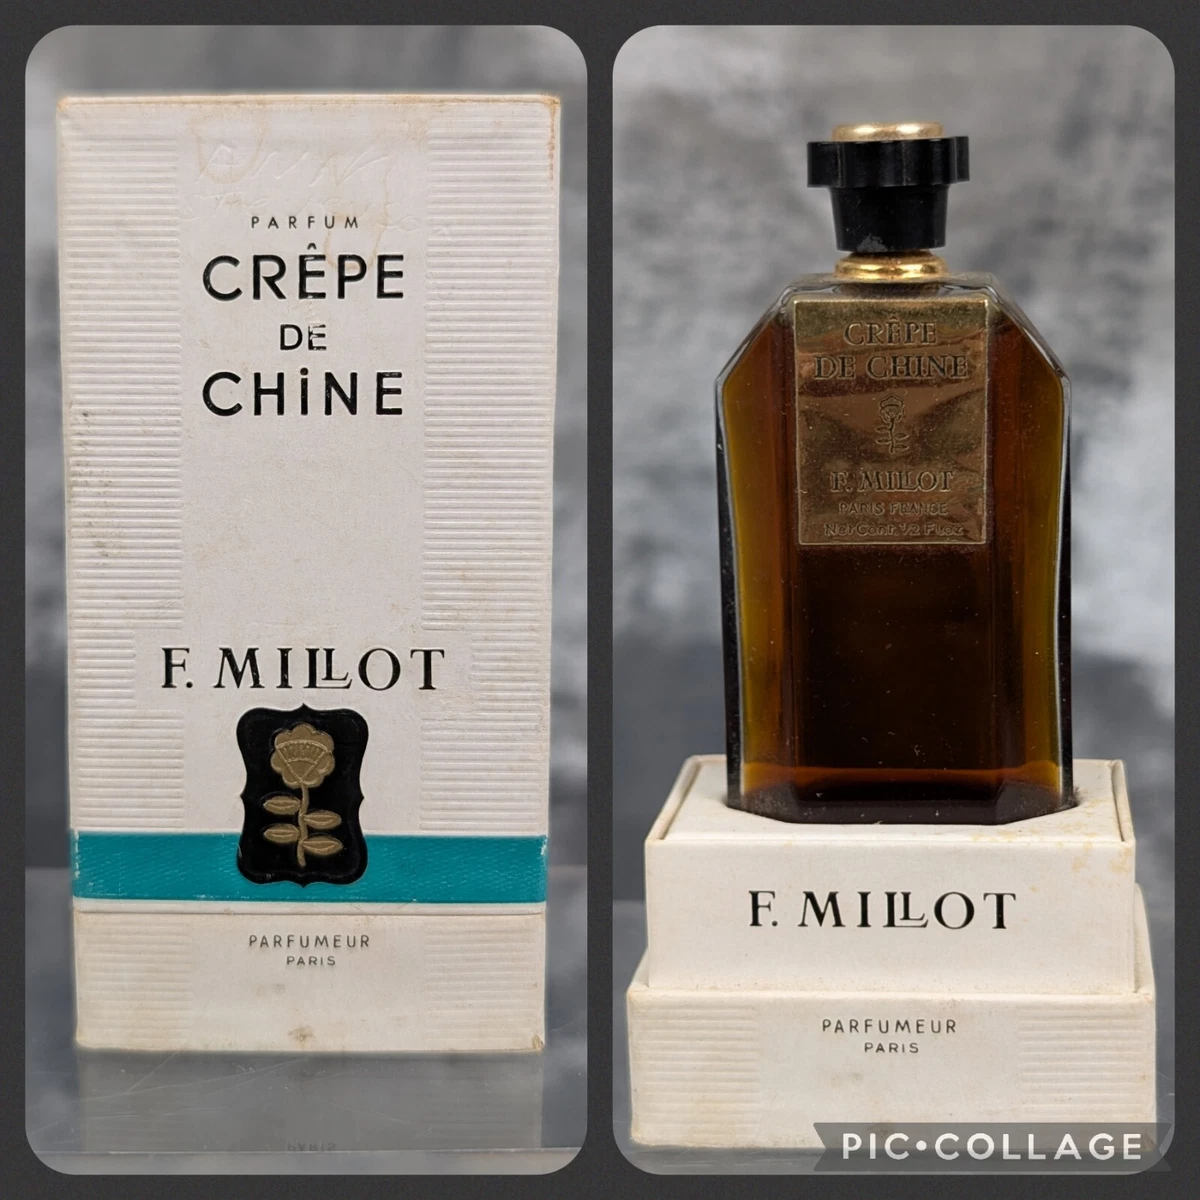 PARFUM
CRÊPE
DE
CHiNE
F. MILLOT
PARFUMEUR
PARIS
CRÊPE
DE CHINE
F. MILLOT
PARIS FRANCE
Net Cont. ½ Fl. oz
F. MILLOT
PARFUMEUR
PARIS
PIC•COLLAGE